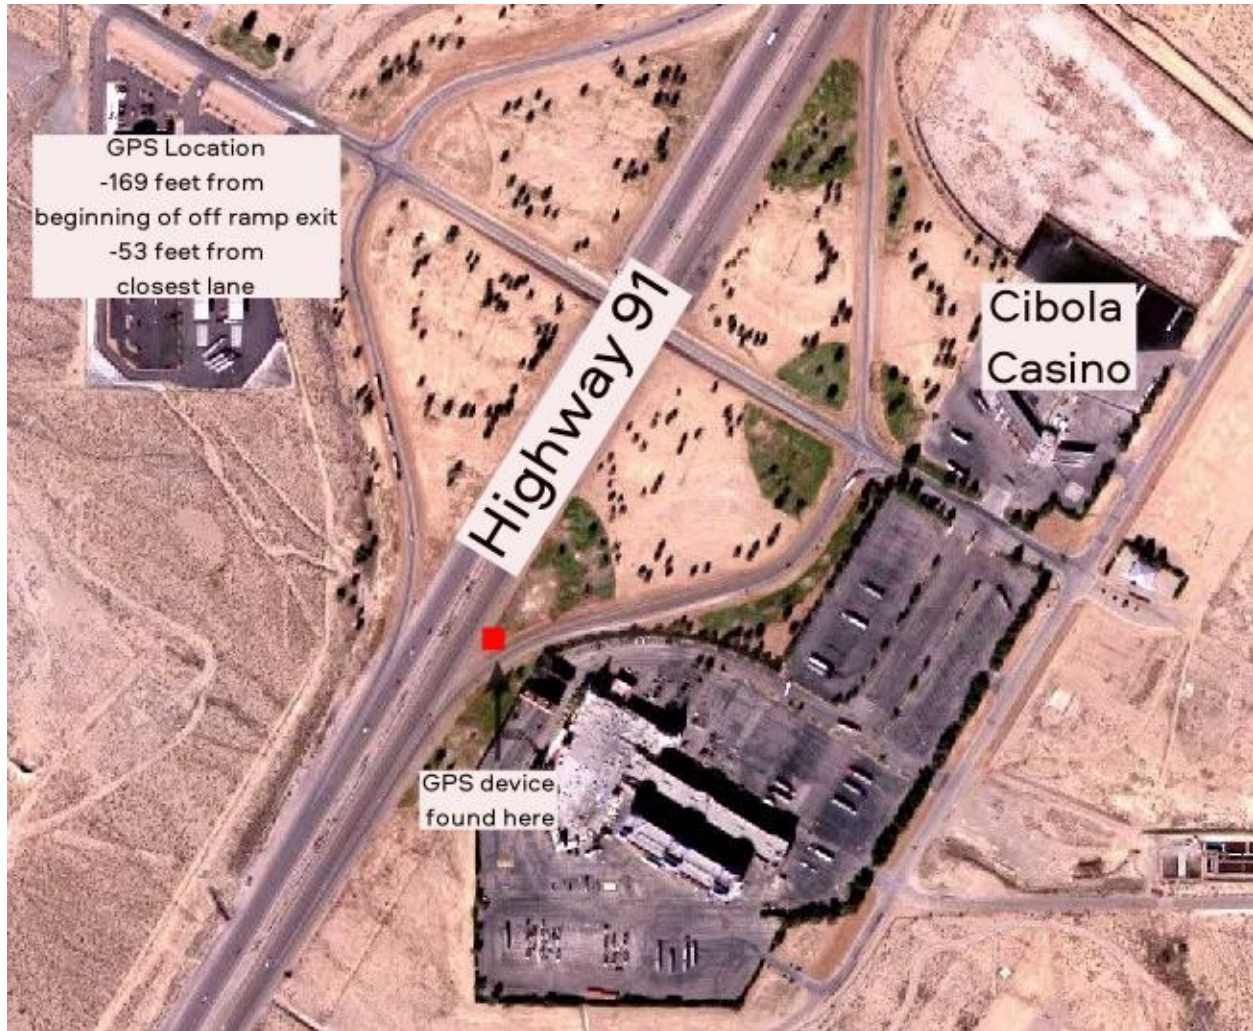 GPS Location
-169 feet from
beginning of off ramp exit
-53 feet from
closest lane
Highway 91
Cibola
Casino
GPS device
found here